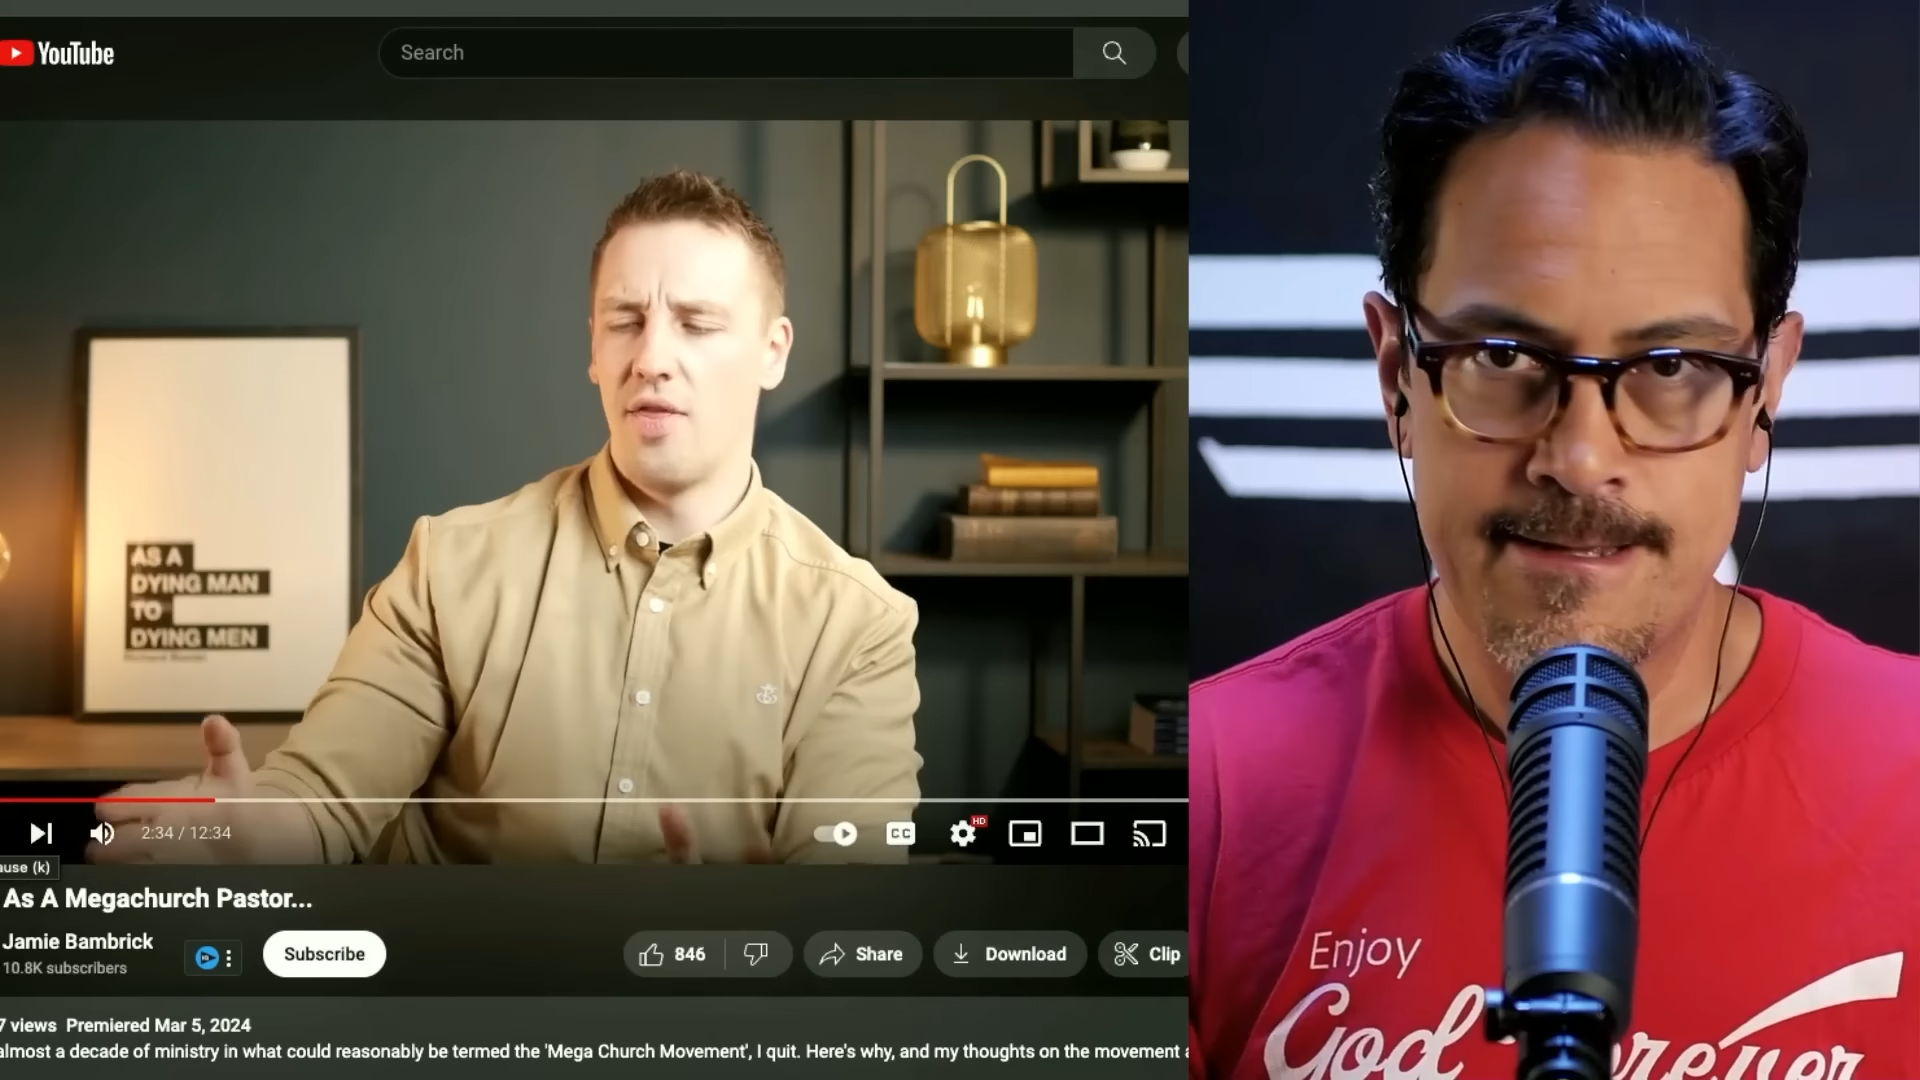 YouTube
Search
AS A
DYING MAN
TO
DYING MEN
2:34 / 12:34
CC
HD
ause (k)
As A Megachurch Pastor...
Jamie Bambrick
10.8K subscribers
Subscribe
846
Share
Download
Clip
7 views Premiered Mar 5, 2024
almost a decade of ministry in what could reasonably be termed the 'Mega Church Movement', I quit. Here's why, and my thoughts on the movement a
Enjoy
God